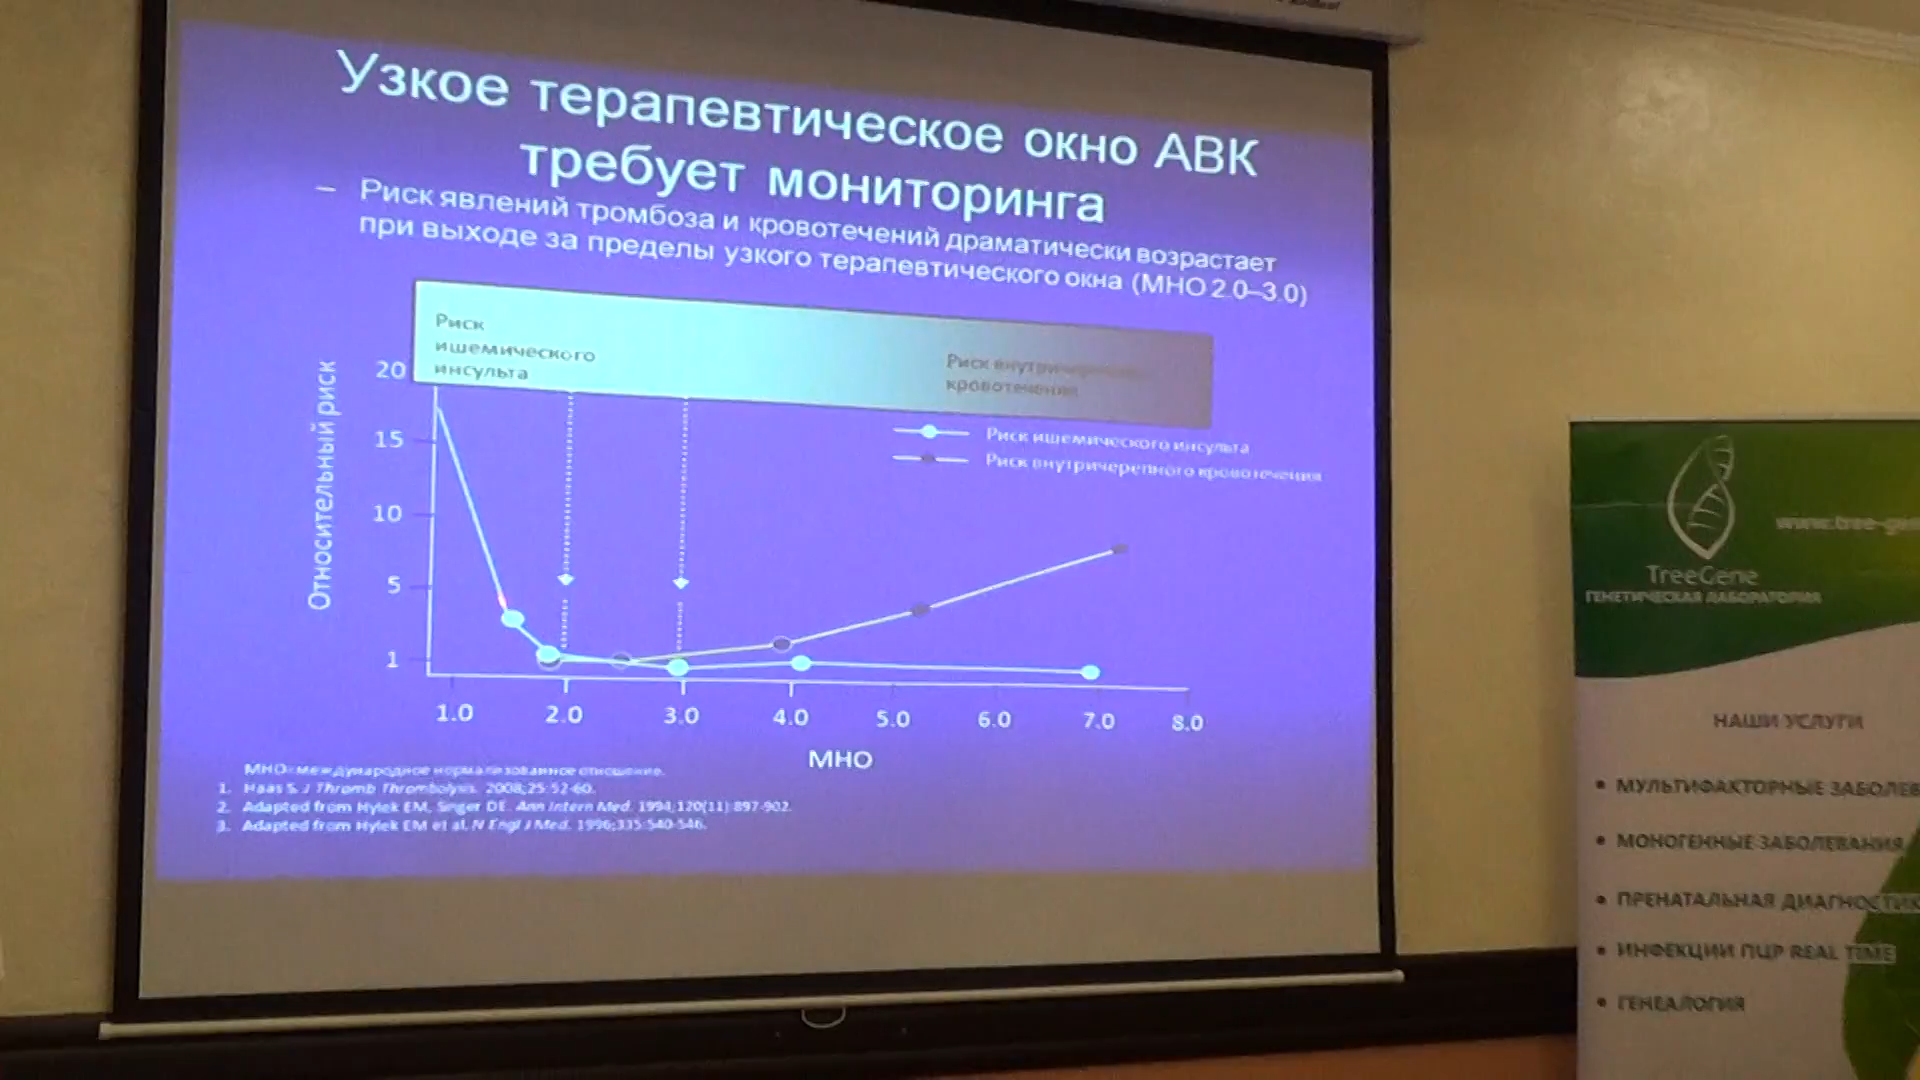 Узкое терапевтическое окно АВК
требует мониторинга
– Риск явлений тромбоза и кровотечений драматически возрастает
при выходе за пределы узкого терапевтического окна (МНО 2.0–3.0)
Риск
ишемического
инсульта
Риск внутричерепного
кровотечения
Относительный риск
20
15
10
5
1
Риск ишемического инсульта
Риск внутричерепного кровотечения
1.0 2.0 3.0 4.0 5.0 6.0 7.0 8.0
МНО
МНО=международное нормализованное отношение.
1. Haas S. J Thromb Thrombolysis. 2008;25:52-60.
2. Adapted from Hylek EM, Singer DE. Ann Intern Med. 1994;120(11):897-902.
3. Adapted from Hylek EM et al. N Engl J Med. 1996;335:540-546.
www.tree-ge
TreeGene
ГЕНЕТИЧЕСКАЯ ЛАБОРАТОРИЯ
НАШИ УСЛУГИ
• МУЛЬТИФАКТОРНЫЕ ЗАБОЛЕВ
• МОНОГЕННЫЕ ЗАБОЛЕВАНИЯ
• ПРЕНАТАЛЬНАЯ ДИАГНОСТИК
• ИНФЕКЦИИ ПЦР REAL TIME
• ГЕНЕАЛОГИЯ